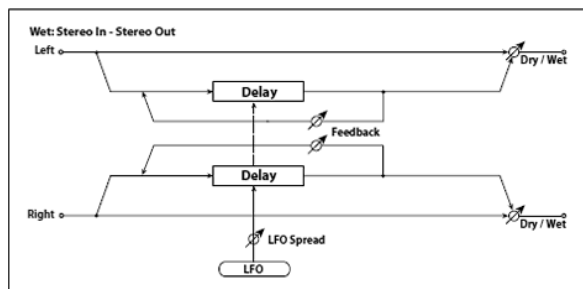 Wet: Stereo In - Stereo Out
Left
Dry / Wet
Delay
Feedback
Delay
Right
Dry / Wet
LFO Spread
LFO